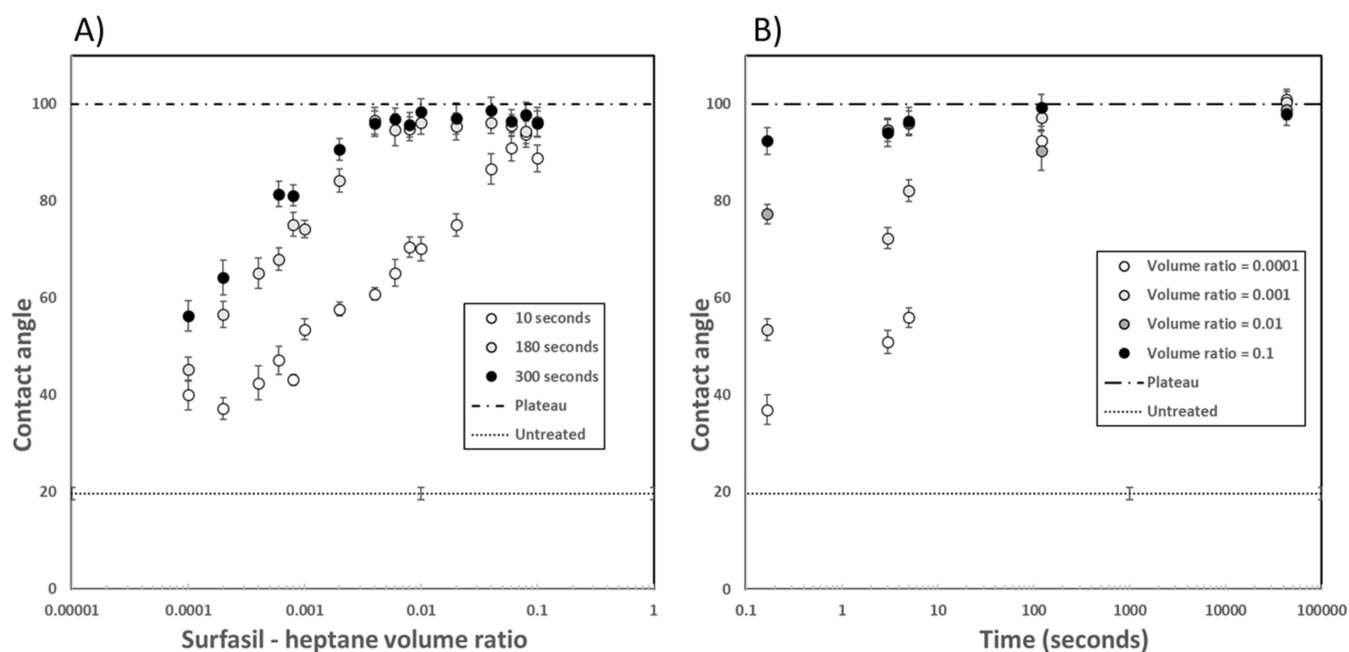 A)
Contact angle
100
80
60
40
20
0
10 seconds
180 seconds
300 seconds
Plateau
Untreated
0.00001 0.0001 0.001 0.01 0.1 1
Surfasil - heptane volume ratio
B)
Contact angle
100
80
60
40
20
0
Volume ratio = 0.0001
Volume ratio = 0.001
Volume ratio = 0.01
Volume ratio = 0.1
Plateau
Untreated
0.1 1 10 100 1000 10000 100000
Time (seconds)